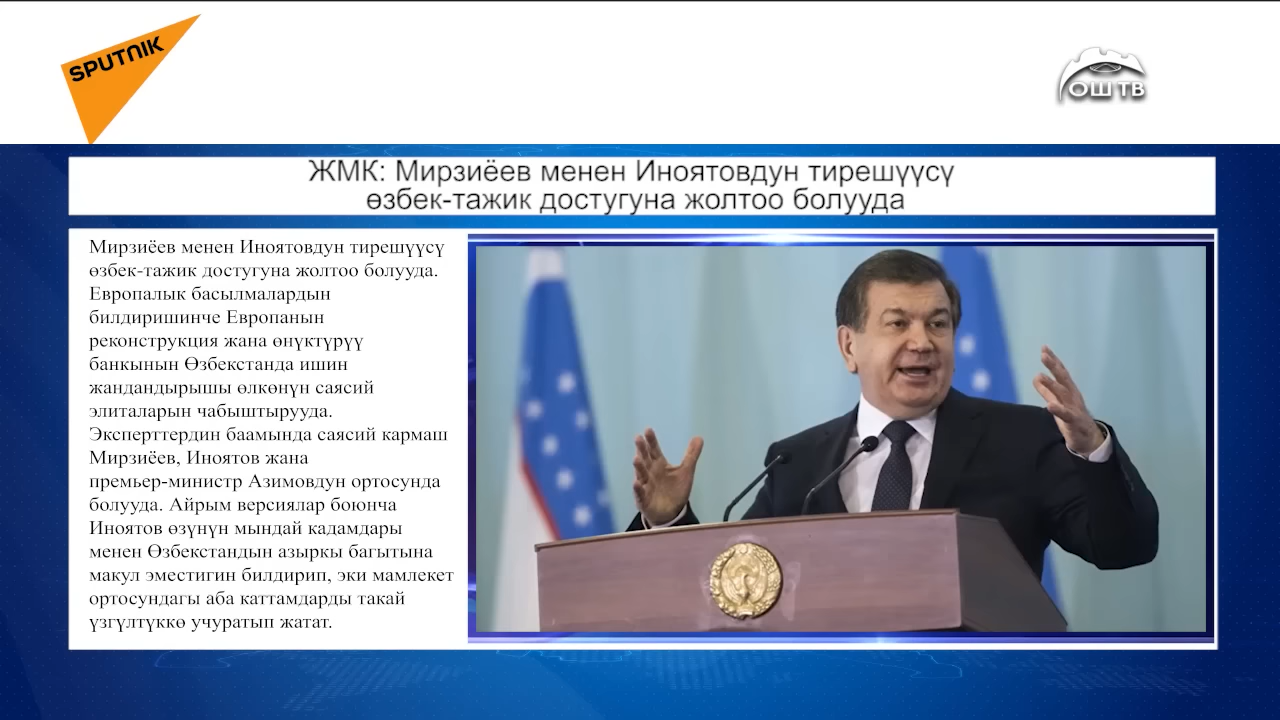 SPUTNIK
ОШ ТВ
ЖМК: Мирзиёев менен Иноятовдун тирешүүсү
өзбек-тажик достугуна жолтоо болууда
Мирзиёев менен Иноятовдун тирешүүсү
өзбек-тажик достугуна жолтоо болууда.
Европалык басылмалардын
билдиришинче Европанын
реконструкция жана өнүктүрүү
банкынын Өзбекстанда ишин
жандандырышы өлкөнүн саясий
элиталарын чабыштырууда.
Эксперттердин баамында саясий кармаш
Мирзиёев, Иноятов жана
премьер-министр Азимовдун ортосунда
болууда. Айрым версиялар боюнча
Иноятов өзүнүн мындай кадамдары
менен Өзбекстандын азыркы багытына
макул эместигин билдирип, эки мамлекет
ортосундагы аба каттамдарды такай
үзгүлтүккө учуратып жатат.